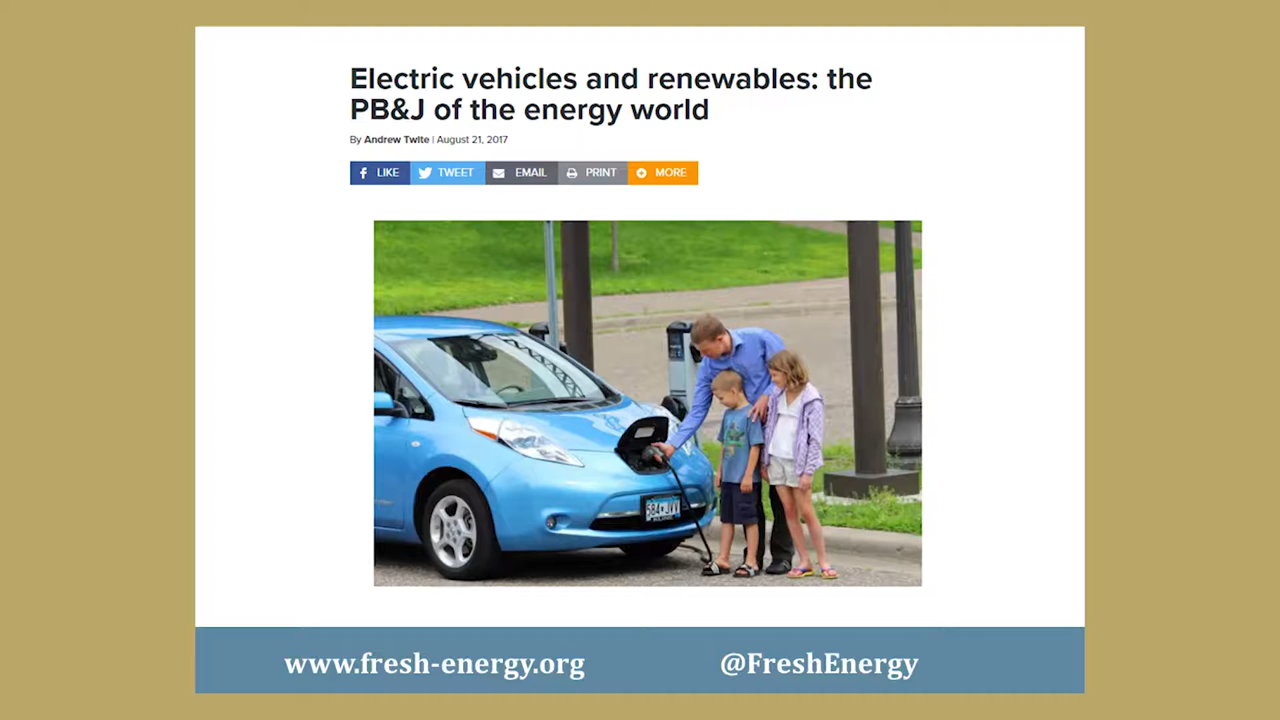 Electric vehicles and renewables: the
PB&J of the energy world
By Andrew Twite | August 21, 2017
LIKE TWEET EMAIL PRINT MORE
www.fresh-energy.org @FreshEnergy